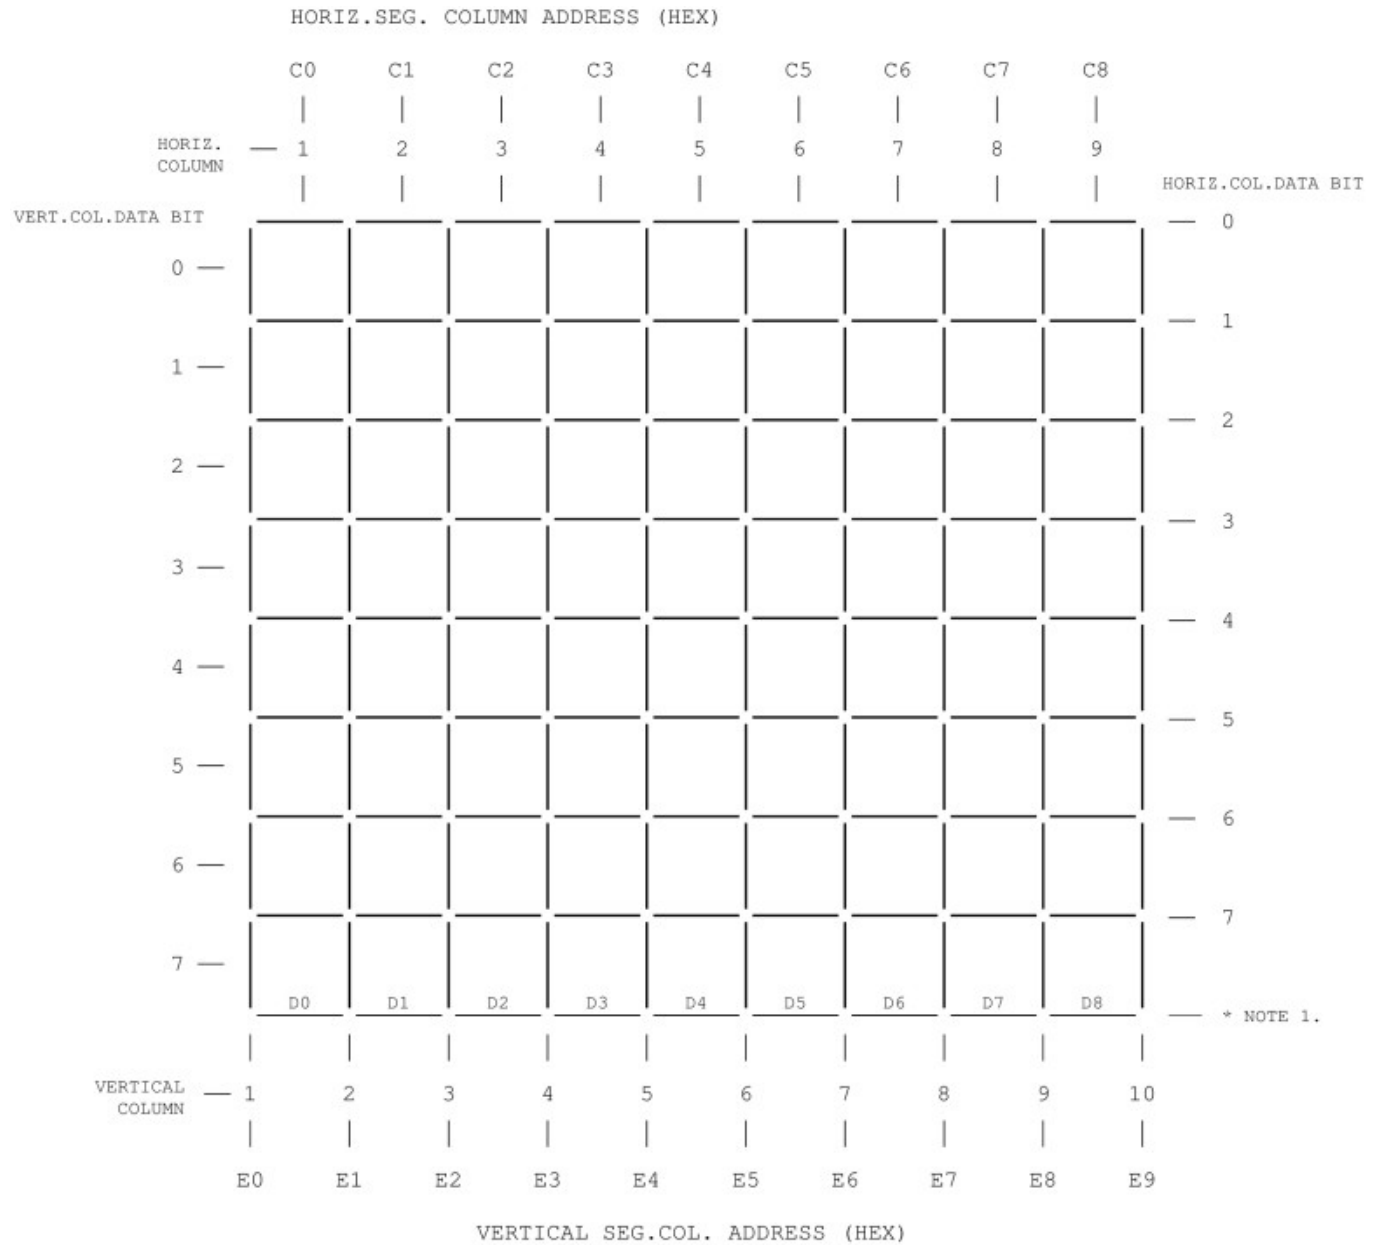 HORIZ.SEG. COLUMN ADDRESS (HEX)
C0 C1 C2 C3 C4 C5 C6 C7 C8
HORIZ.
COLUMN
1 2 3 4 5 6 7 8 9
HORIZ.COL.DATA BIT
VERT.COL.DATA BIT
0
0
1
1
2
2
3
3
4
4
5
5
6
6
7
7
D0 D1 D2 D3 D4 D5 D6 D7 D8
* NOTE 1.
VERTICAL
COLUMN
1 2 3 4 5 6 7 8 9 10
E0 E1 E2 E3 E4 E5 E6 E7 E8 E9
VERTICAL SEG.COL. ADDRESS (HEX)